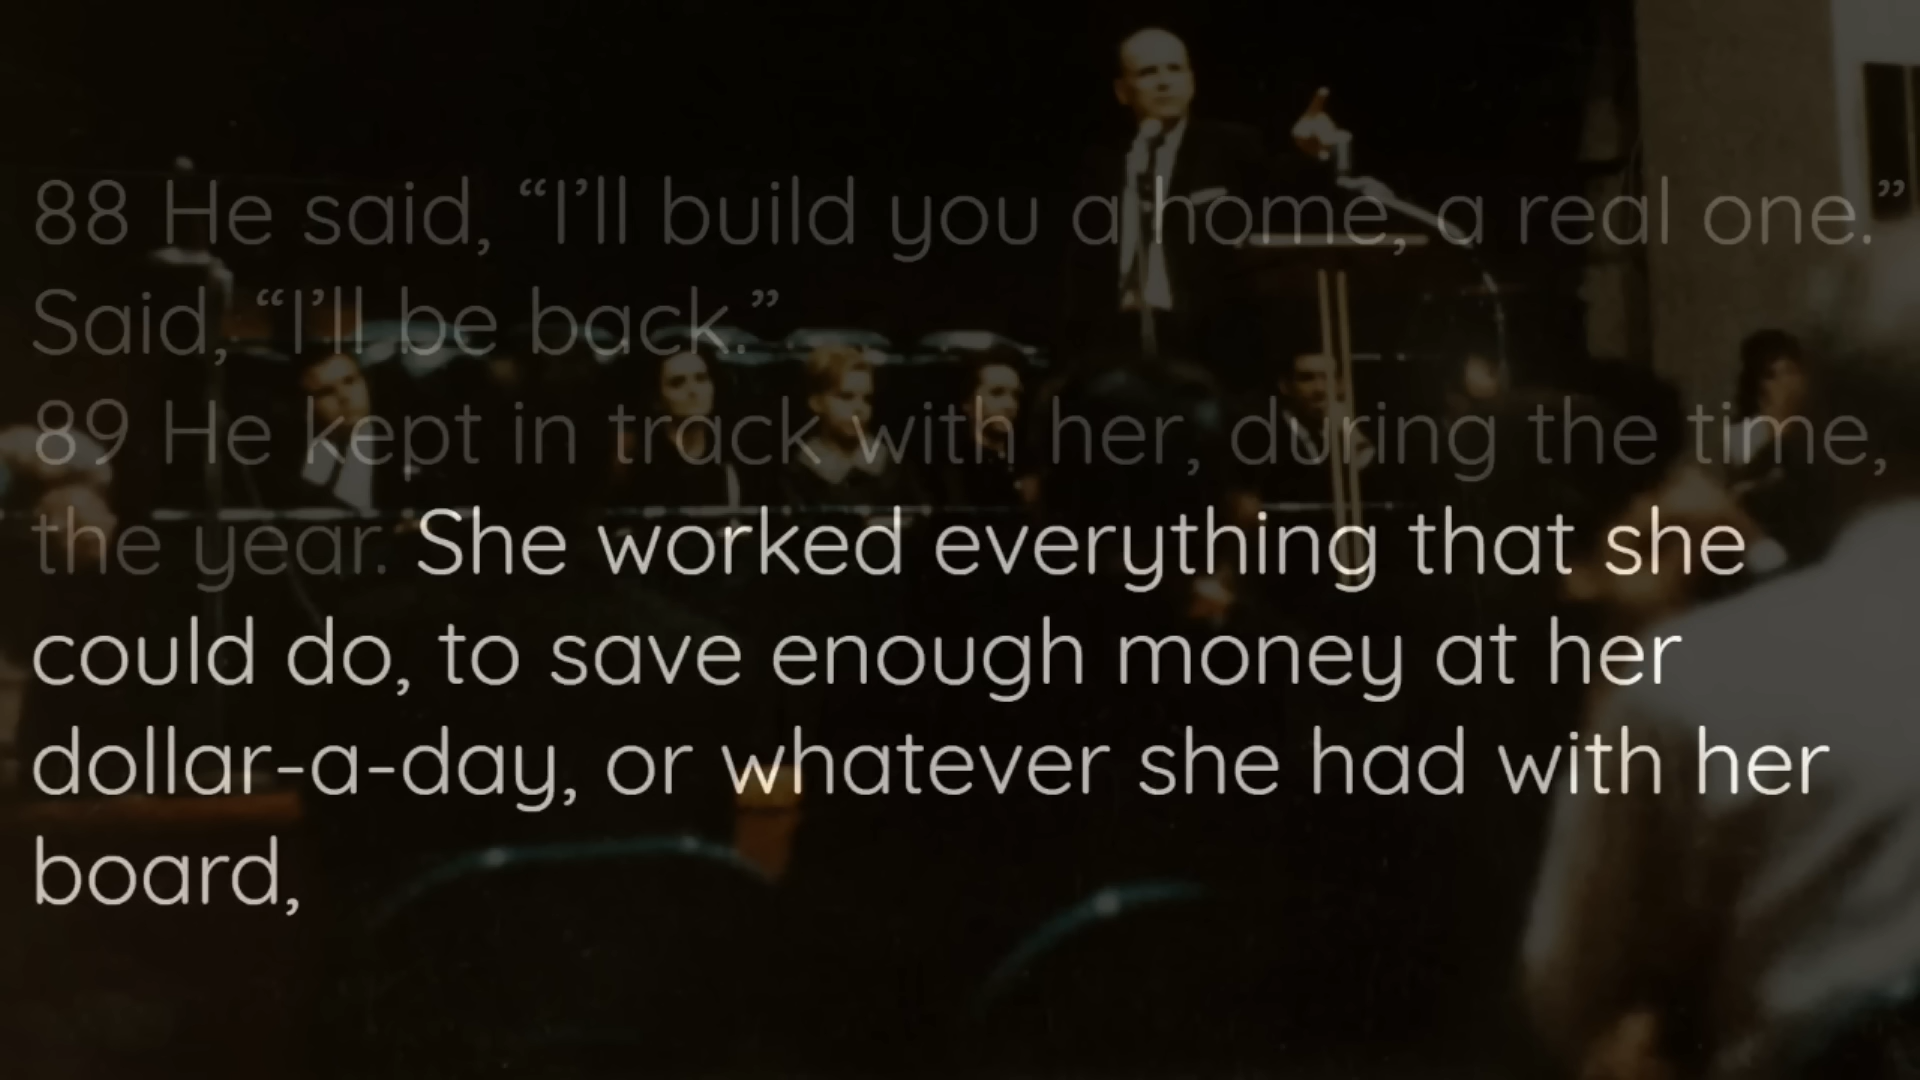 88 He said, “I’ll build you a home, a real one.”
Said, “I’ll be back.”
89 He kept in track with her, during the time,
the year. She worked everything that she
could do, to save enough money at her
dollar-a-day, or whatever she had with her
board,